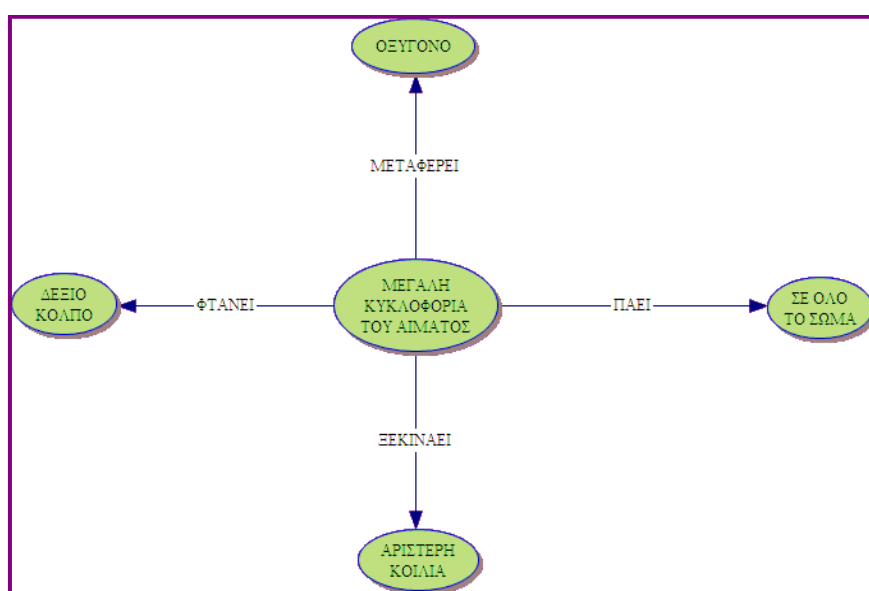 ΟΞΥΓΟΝΟ
ΜΕΤΑΦΕΡΕΙ
ΔΕΞΙΟ
ΚΟΛΠΟ
ΦΤΑΝΕΙ
ΜΕΓΑΛΗ
ΚΥΚΛΟΦΟΡΙΑ
ΤΟΥ ΑΙΜΑΤΟΣ
ΠΑΕΙ
ΣΕ ΟΛΟ
ΤΟ ΣΩΜΑ
ΞΕΚΙΝΑΕΙ
ΑΡΙΣΤΕΡΗ
ΚΟΙΛΙΑ